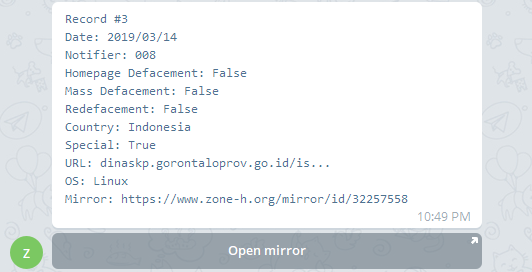 Record #3
Date: 2019/03/14
Notifier: 008
Homepage Defacement: False
Mass Defacement: False
Redefacement: False
Country: Indonesia
Special: True
URL: dinaskp.gorontaloprov.go.id/is...
OS: Linux
Mirror: https://www.zone-h.org/mirror/id/32257558
10:49 PM
Z
Open mirror